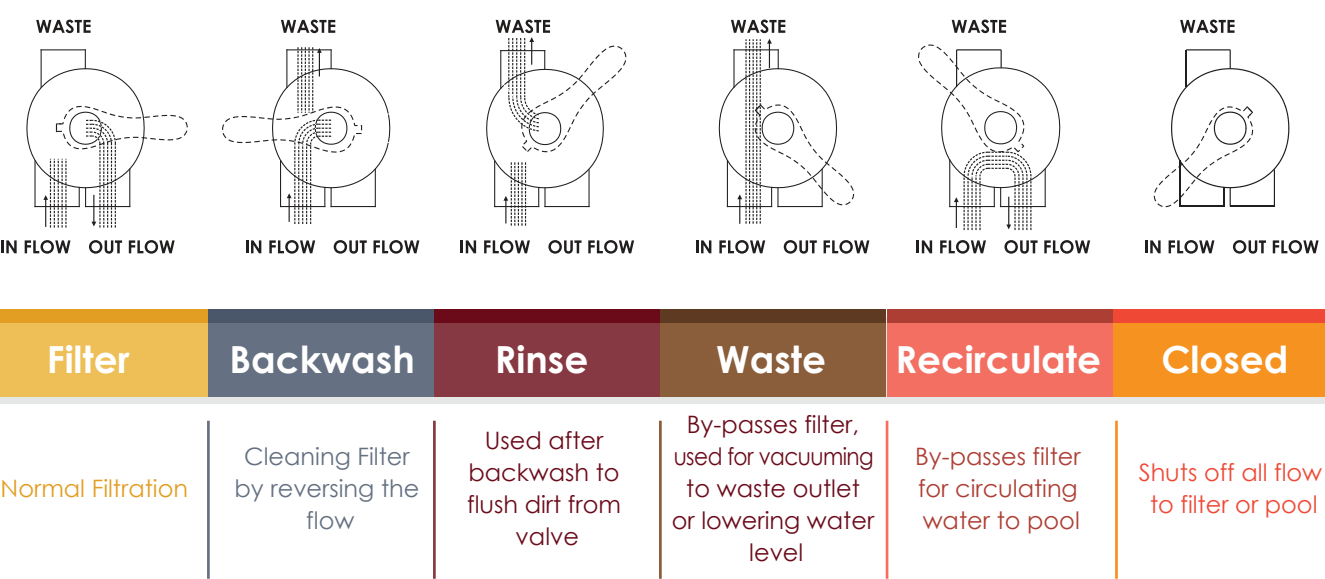 WASTE
WASTE
WASTE
WASTE
WASTE
WASTE
IN FLOW OUT FLOW
IN FLOW OUT FLOW
IN FLOW OUT FLOW
IN FLOW OUT FLOW
IN FLOW OUT FLOW
IN FLOW OUT FLOW
Filter
Backwash
Rinse
Waste
Recirculate
Closed
Normal Filtration
Cleaning Filter
by reversing the
flow
Used after
backwash to
flush dirt from
valve
By-passes filter,
used for vacuuming
to waste outlet
or lowering water
level
By-passes filter
for circulating
water to pool
Shuts off all flow
to filter or pool